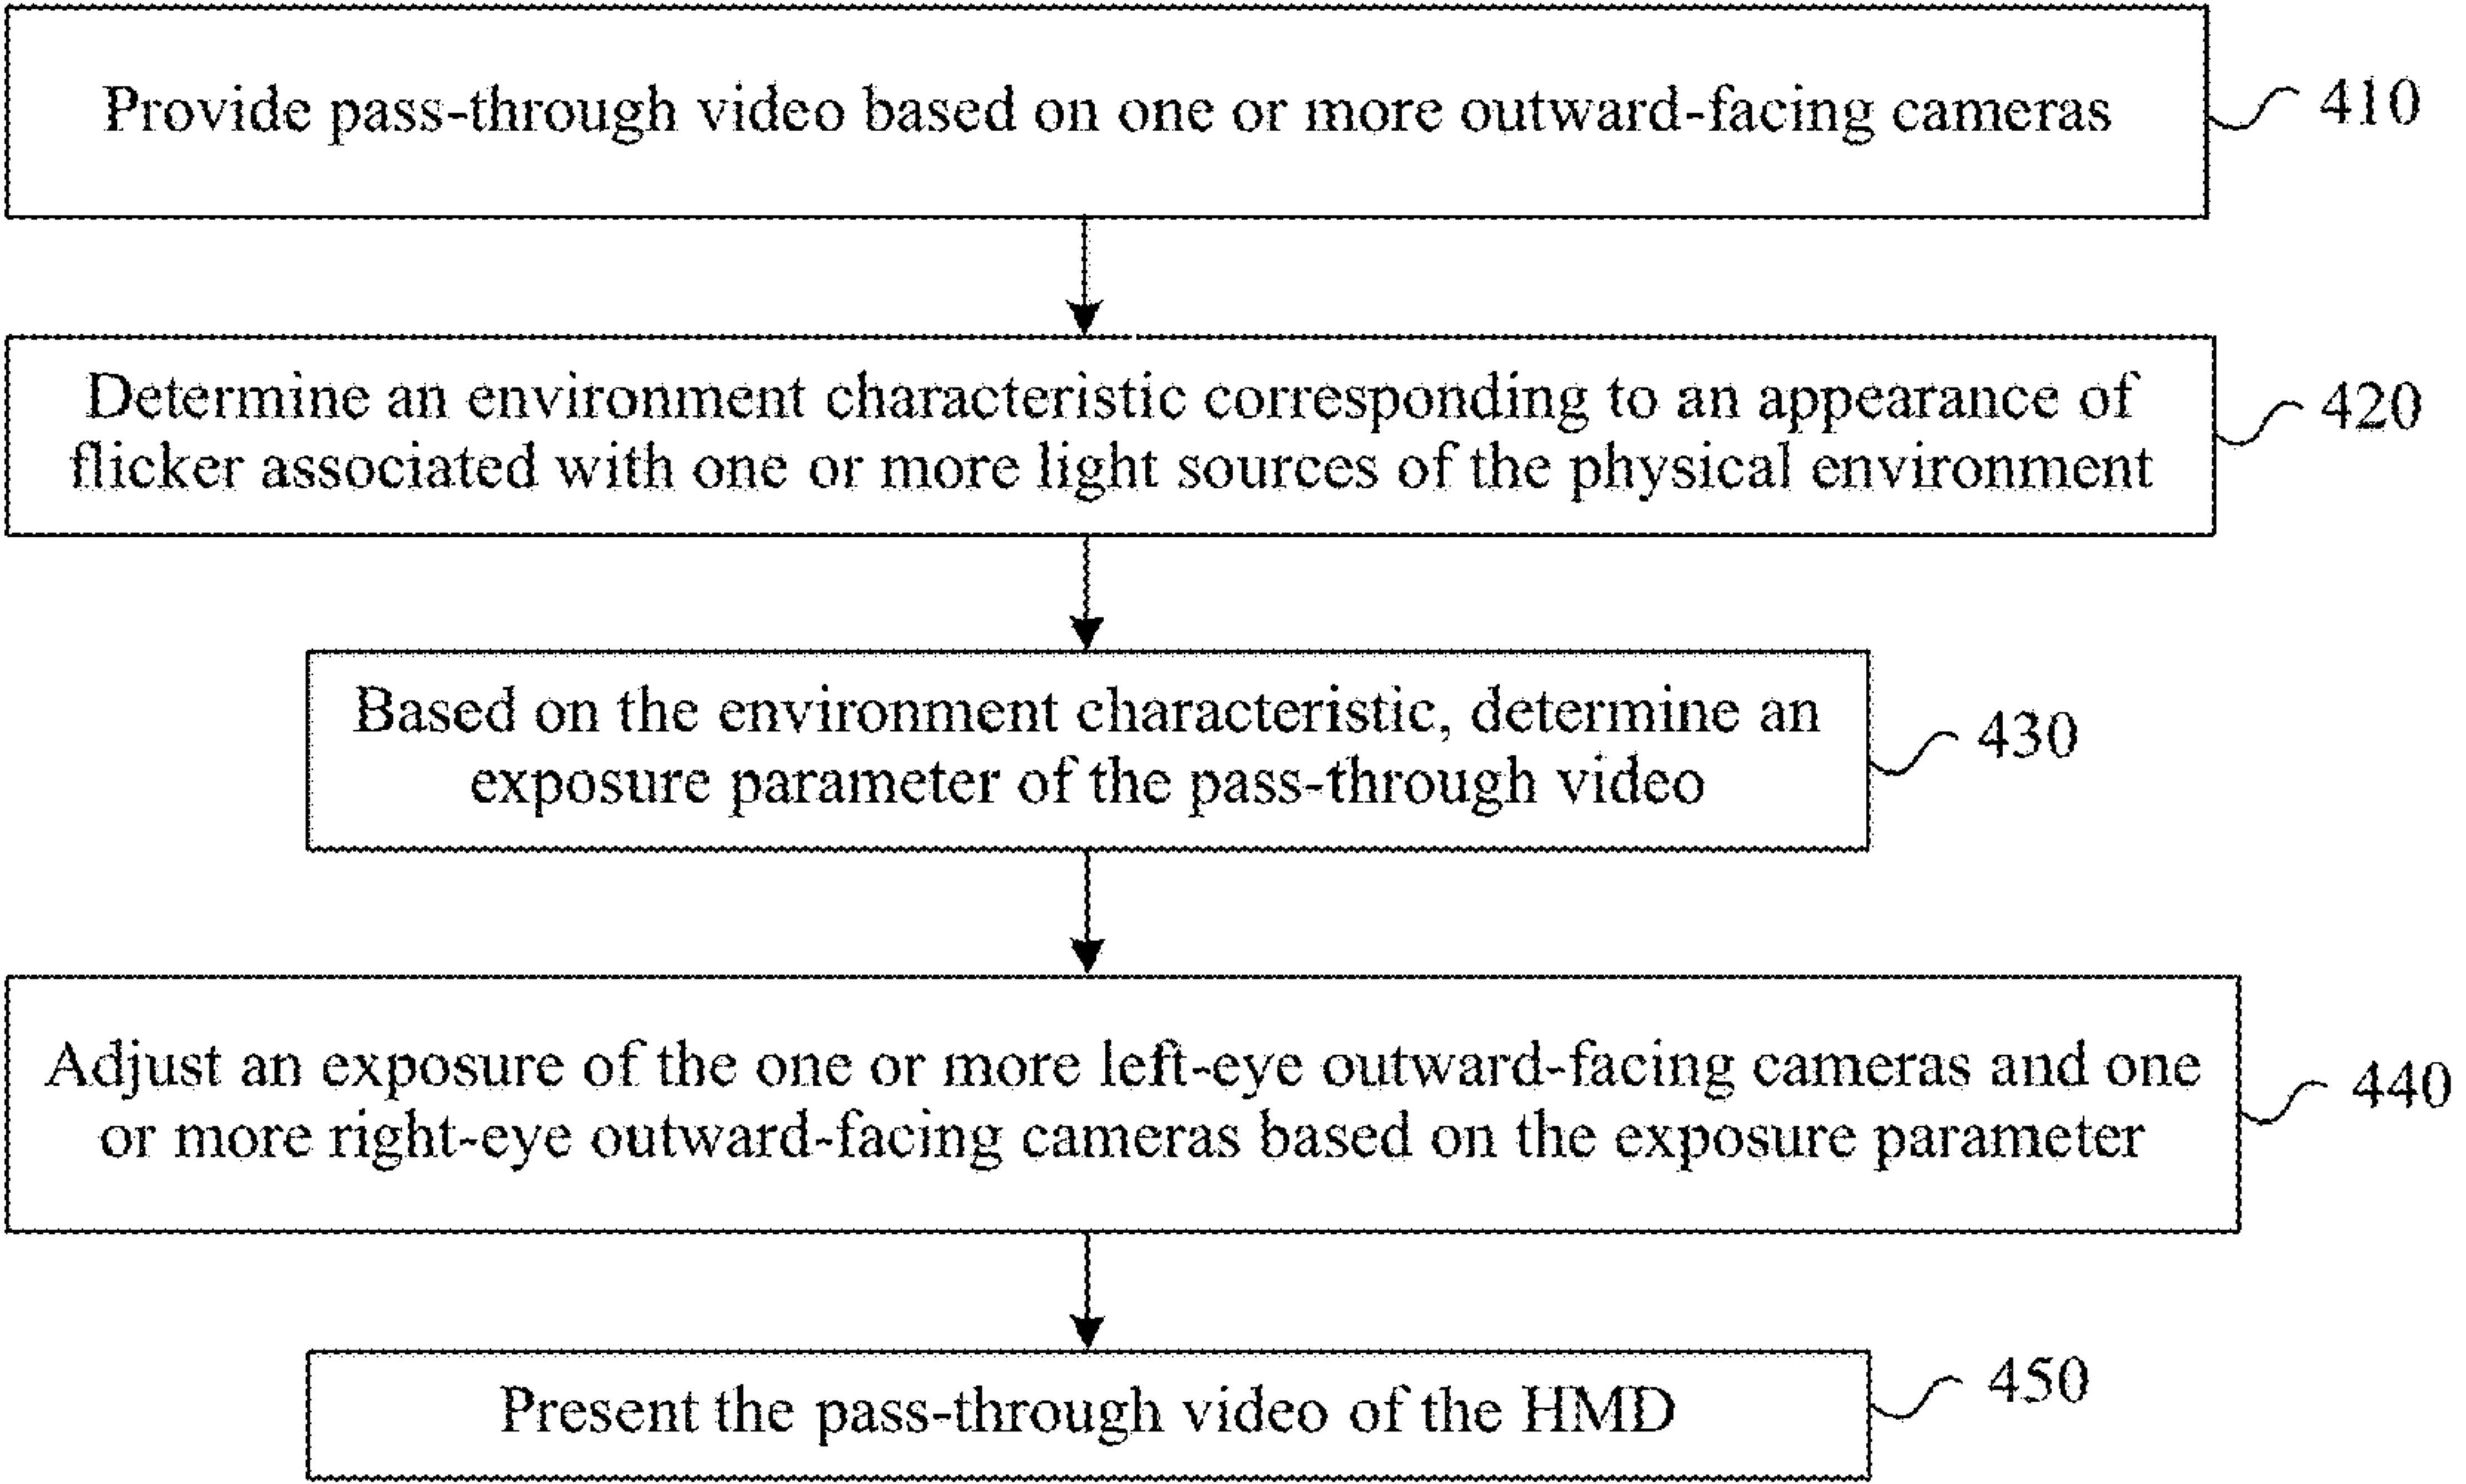 Provide pass-through video based on one or more outward-facing cameras
410
Determine an environment characteristic corresponding to an appearance of
flicker associated with one or more light sources of the physical environment
420
Based on the environment characteristic, determine an
exposure parameter of the pass-through video
430
Adjust an exposure of the one or more left-eye outward-facing cameras and one
or more right-eye outward-facing cameras based on the exposure parameter
440
Present the pass-through video of the HMD
450